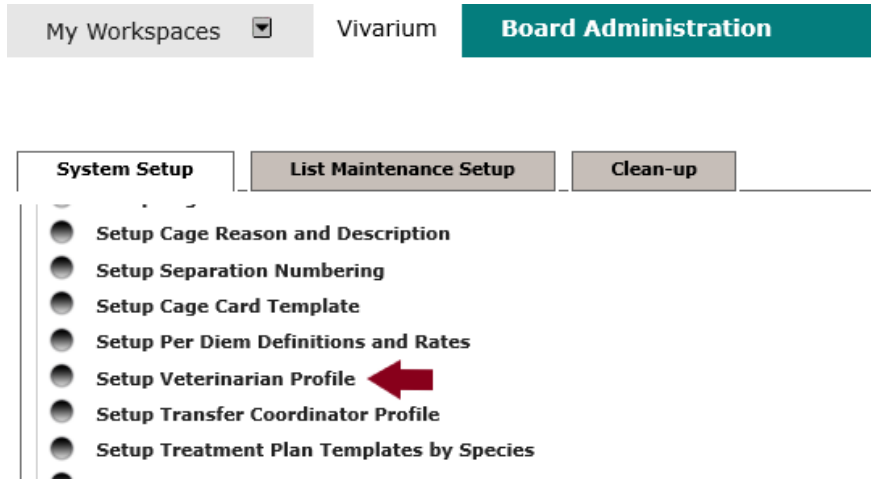 My Workspaces Vivarium Board Administration
System Setup List Maintenance Setup Clean-up
Setup Cage Reason and Description
Setup Separation Numbering
Setup Cage Card Template
Setup Per Diem Definitions and Rates
Setup Veterinarian Profile
Setup Transfer Coordinator Profile
Setup Treatment Plan Templates by Species